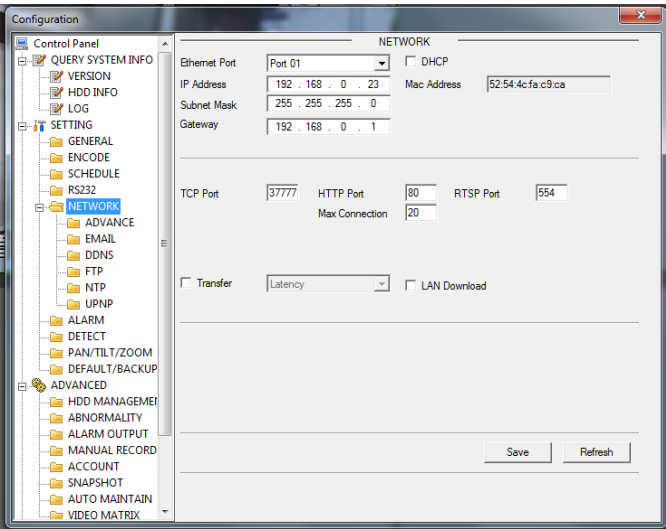 Configuration
Control Panel
QUERY SYSTEM INFO
VERSION
HDD INFO
LOG
SETTING
GENERAL
ENCODE
SCHEDULE
RS232
NETWORK
ADVANCE
EMAIL
DDNS
FTP
NTP
UPNP
ALARM
DETECT
PAN/TILT/ZOOM
DEFAULT/BACKUP
ADVANCED
HDD MANAGEMEN
ABNORMALITY
ALARM OUTPUT
MANUAL RECORD
ACCOUNT
SNAPSHOT
AUTO MAINTAIN
VIDEO MATRIX
NETWORK
Ethernet Port Port 01 DHCP
IP Address 192 . 168 . 0 . 23 Mac Address 52:54:4c:fa:c9:ca
Subnet Mask 255 . 255 . 255 . 0
Gateway 192 . 168 . 0 . 1
TCP Port 37777 HTTP Port 80 RTSP Port 554
Max Connection 20
Transfer Latency LAN Download
Save Refresh